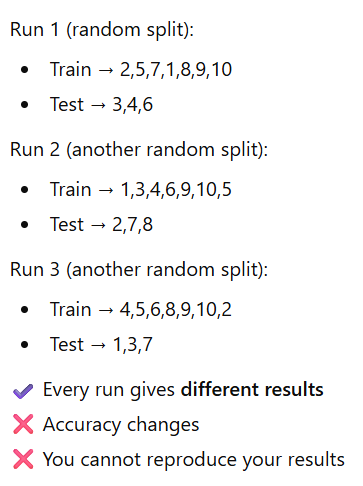 Run 1 (random split):
• Train → 2,5,7,1,8,9,10
• Test → 3,4,6
Run 2 (another random split):
• Train → 1,3,4,6,9,10,5
• Test → 2,7,8
Run 3 (another random split):
• Train → 4,5,6,8,9,10,2
• Test → 1,3,7
✔ Every run gives different results
❌ Accuracy changes
❌ You cannot reproduce your results